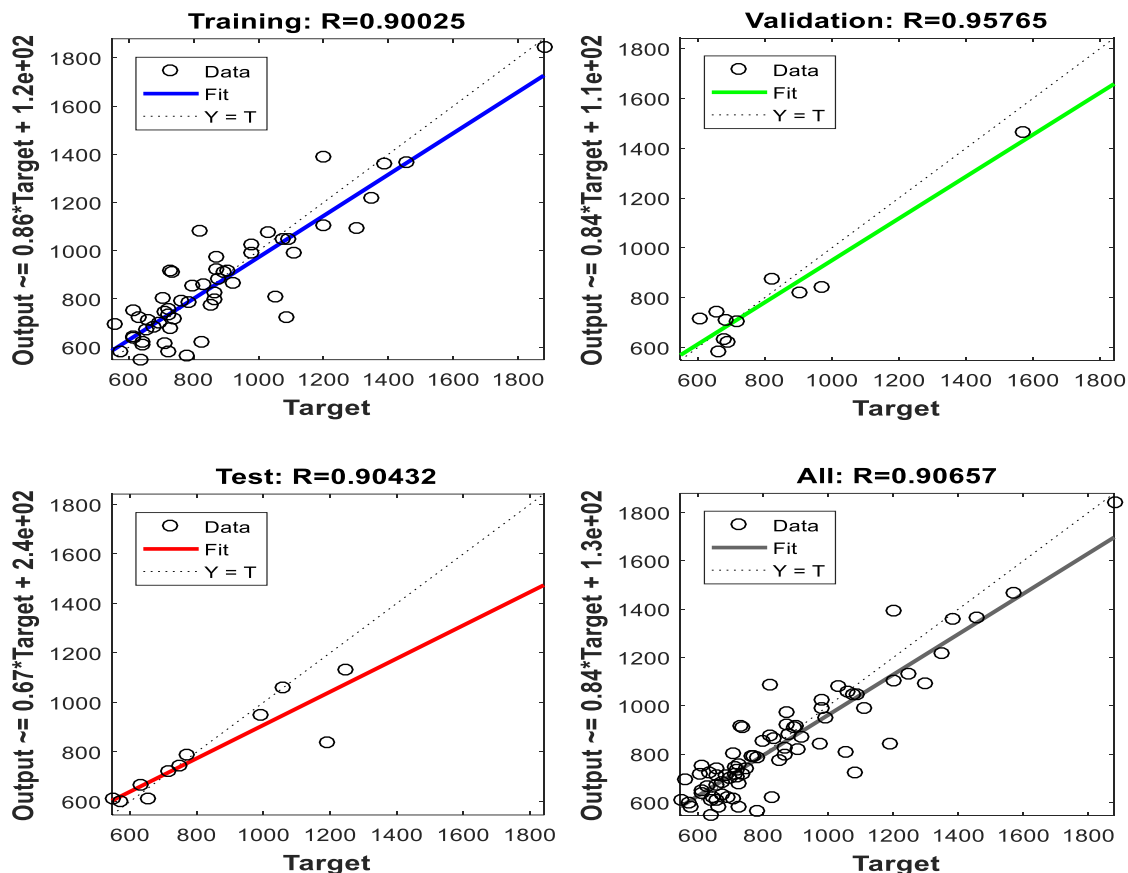 Training: R=0.90025
Output ~= 0.86*Target + 1.2e+02
1800
1600
1400
1200
1000
800
600
Data
Fit
Y = T
600 800 1000 1200 1400 1600 1800
Target
Validation: R=0.95765
Output ~= 0.84*Target + 1.1e+02
1800
1600
1400
1200
1000
800
600
Data
Fit
Y = T
600 800 1000 1200 1400 1600 1800
Target
Test: R=0.90432
Output ~= 0.67*Target + 2.4e+02
1800
1600
1400
1200
1000
800
600
Data
Fit
Y = T
600 800 1000 1200 1400 1600 1800
Target
All: R=0.90657
Output ~= 0.84*Target + 1.3e+02
1800
1600
1400
1200
1000
800
600
Data
Fit
Y = T
600 800 1000 1200 1400 1600 1800
Target